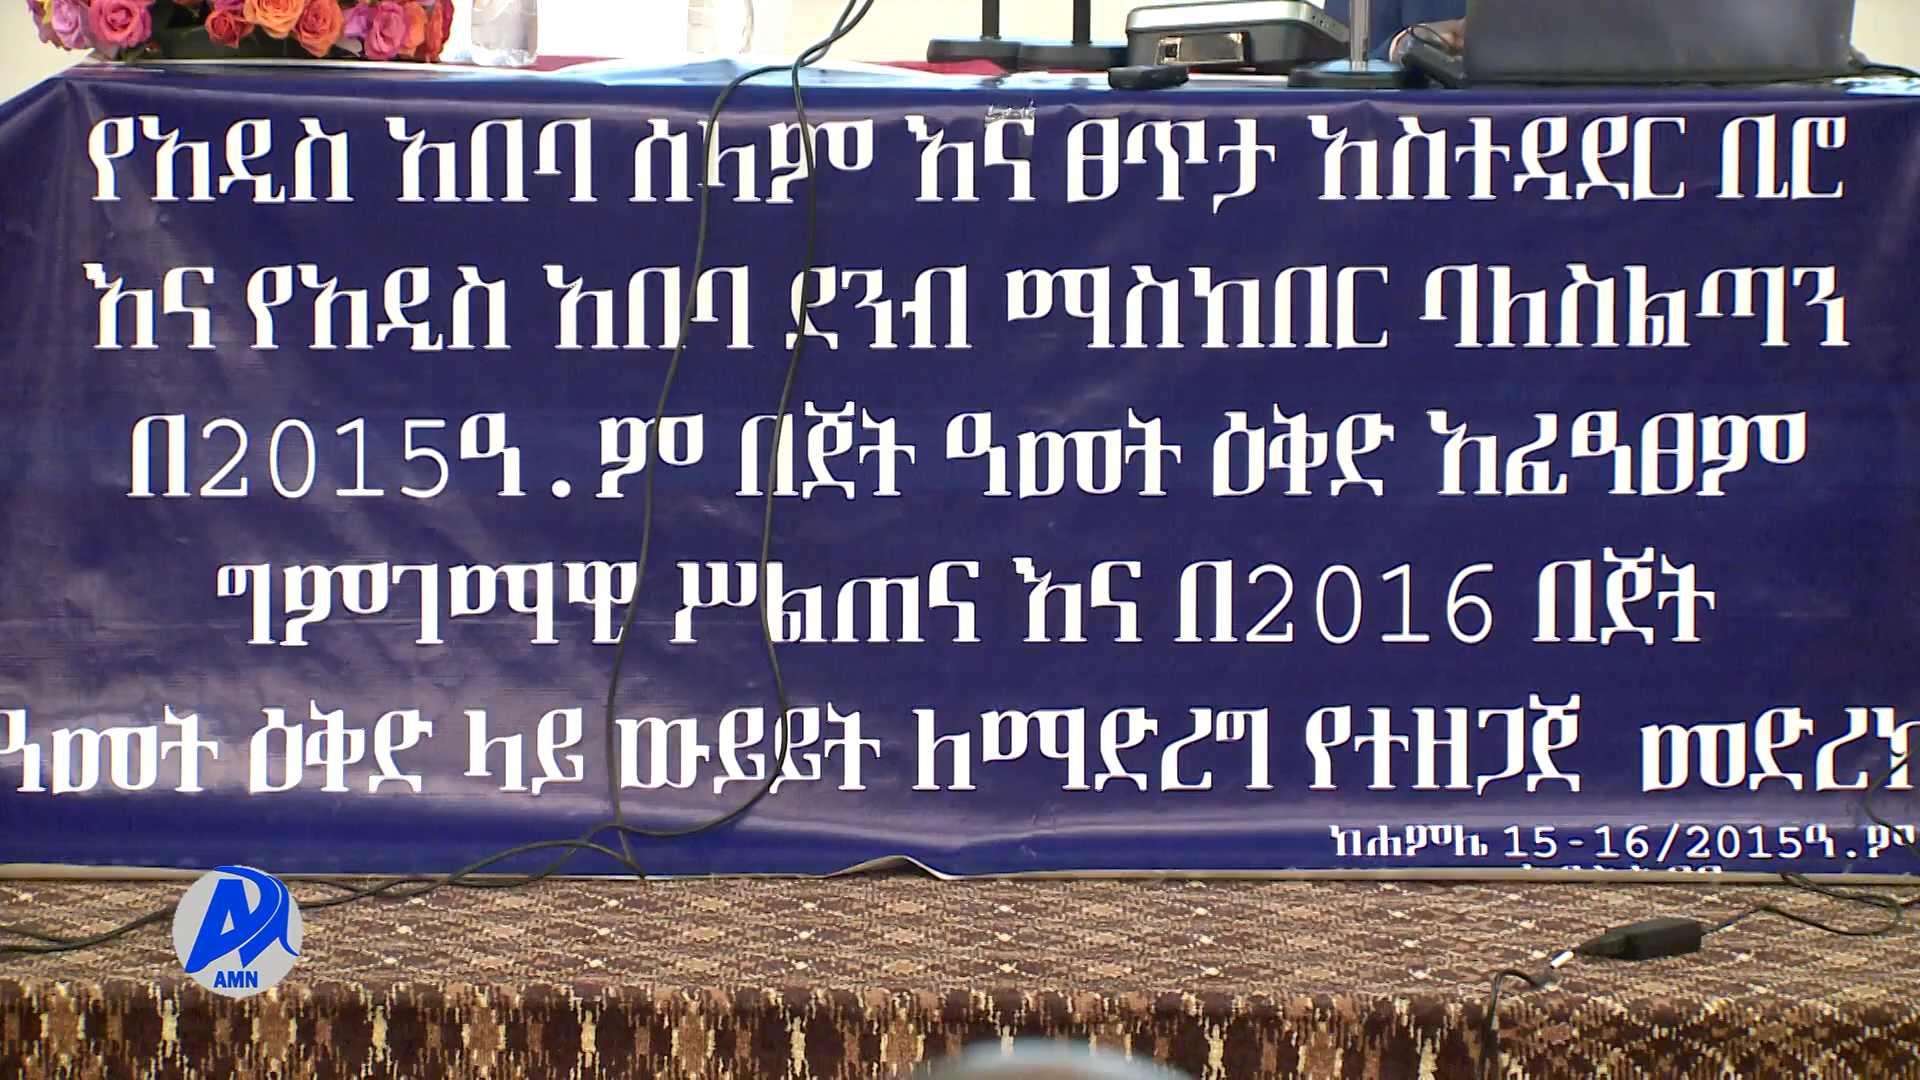 የአዲስ አበባ ሰላም እና ፀጥታ አስተዳደር ቢሮ
እና የአዲስ አበባ ደንብ ማስከበር ባለስልጣን
በ2015ዓ.ም በጀት ዓመት ዕቅድ አፈፃፀም
ግምገማዊ ሥልጠና እና በ2016 በጀት
ዓመት ዕቅድ ላይ ውይይት ለማድረግ የተዘጋጀ መድረክ
ከሐምሌ 15-16/2015ዓ.ም
AMN